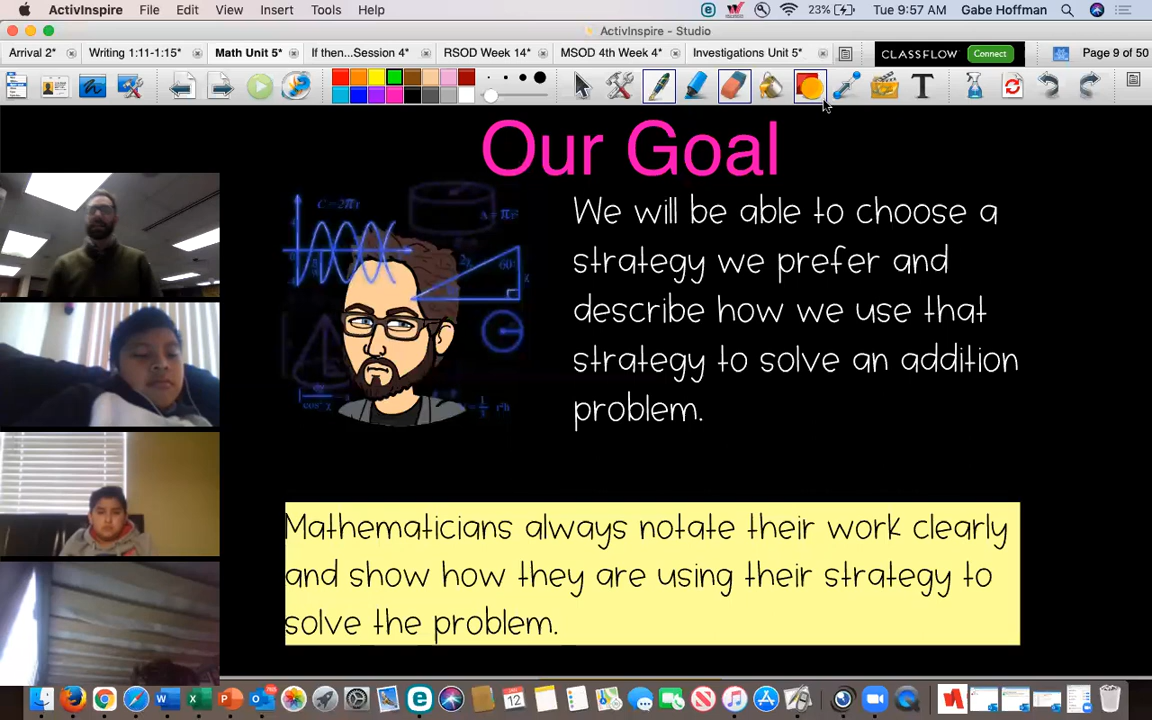 ActivInspire File Edit View Insert Tools Help 23% Tue 9:57 AM Gabe Hoffman
ActivInspire - Studio
Arrival 2* Writing 1:11-1:15* Math Unit 5* If then...Session 4* RSOD Week 14* MSOD 4th Week 4* Investigations Unit 5* CLASSFLOW Connect Page 9 of 50
Our Goal
We will be able to choose a
strategy we prefer and
describe how we use that
strategy to solve an addition
problem.
Mathematicians always notate their work clearly
and show how they are using their strategy to
solve the problem.